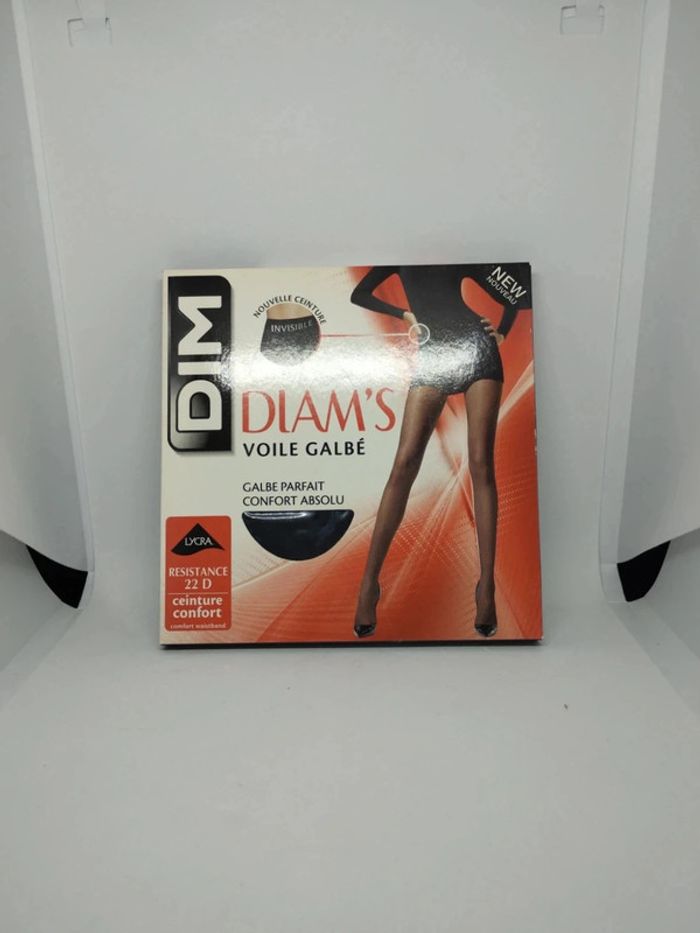 DIM
NOUVELLE CEINTURE
INVISIBLE
NEW
NOUVEAU
DIAM'S
VOILE GALBÉ
GALBE PARFAIT
CONFORT ABSOLU
LYCRA
RESISTANCE
22 D
ceinture
confort
comfort waistband